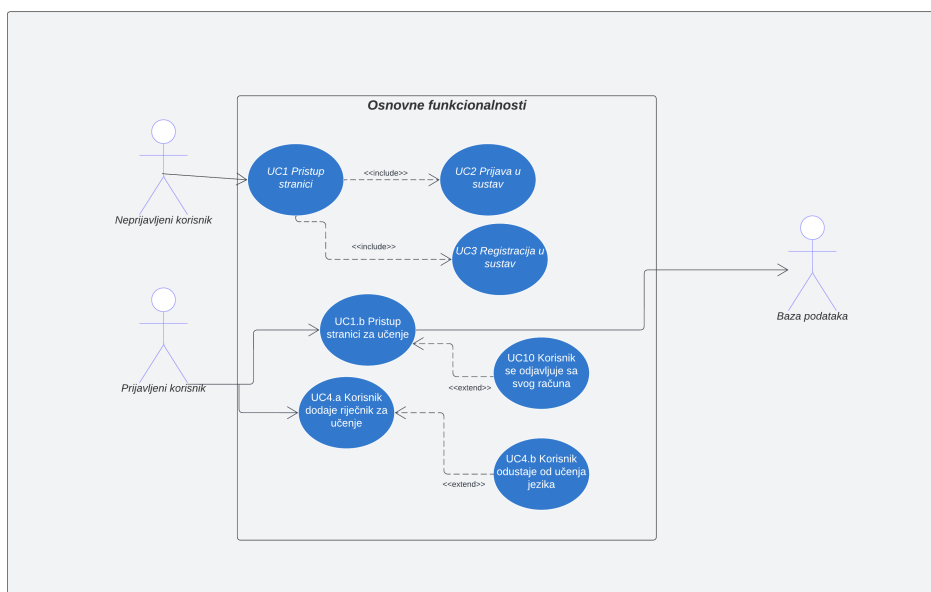 Osnovne funkcionalnosti
UC1 Pristup
stranici
<<include>>
UC2 Prijava u
sustav
Neprijavljeni korisnik
<<include>>
UC3 Registracija u
sustav
Baza podataka
UC1.b Pristup
stranici za učenje
UC10 Korisnik
se odjavljuje sa
svog računa
<<extend>>
Prijavljeni korisnik
UC4.a Korisnik
dodaje riječnik za
učenje
UC4.b Korisnik
odustaje od učenja
jezika
<<extend>>